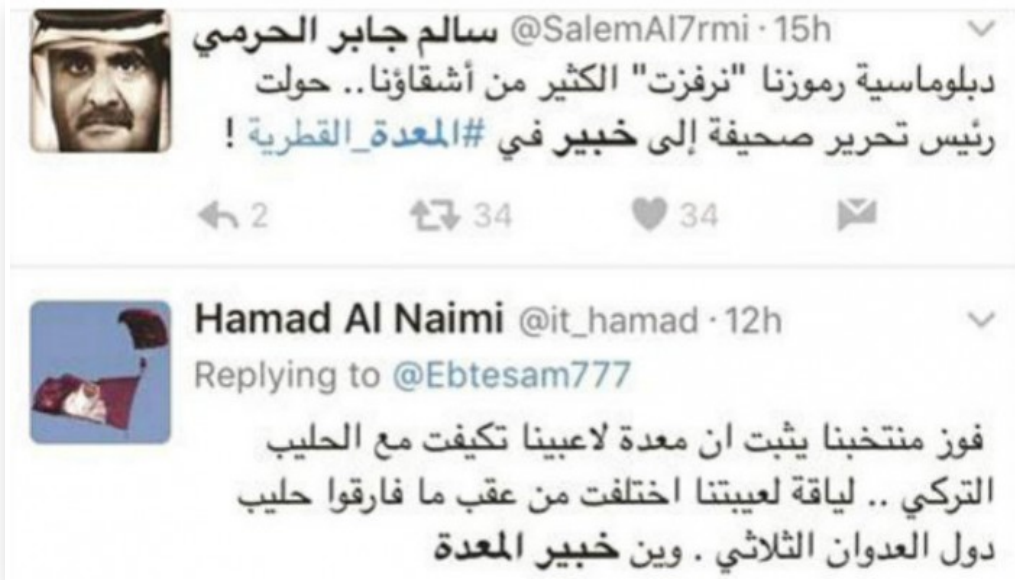 سالم جابر الحرمي @SalemAl7rmi · 15h
دبلوماسية رموزنا "نرفزت" الكثير من أشقاؤنا.. حولت
رئيس تحرير صحيفة إلى خبير في #المعدة_القطرية !
2 34 34
Hamad Al Naimi @it_hamad · 12h
Replying to @Ebtesam777
فوز منتخبنا يثبت ان معدة لاعبينا تكيفت مع الحليب
التركي .. لياقة لعيبتنا اختلفت من عقب ما فارقوا حليب
دول العدوان الثلاثي . وين خبير المعدة